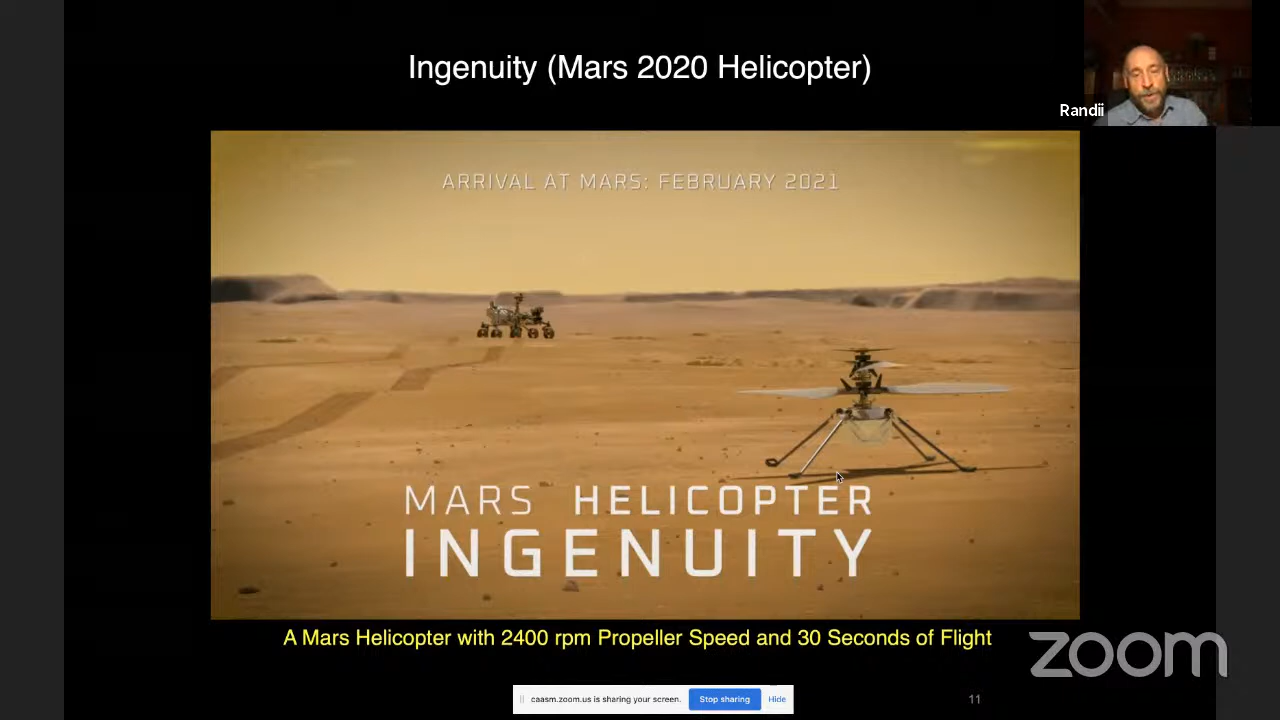 Ingenuity (Mars 2020 Helicopter)
Randii
ARRIVAL AT MARS: FEBRUARY 2021
MARS HELICOPTER
INGENUITY
A Mars Helicopter with 2400 rpm Propeller Speed and 30 Seconds of Flight
zoom
caasm.zoom.us is sharing your screen. Stop sharing Hide
11